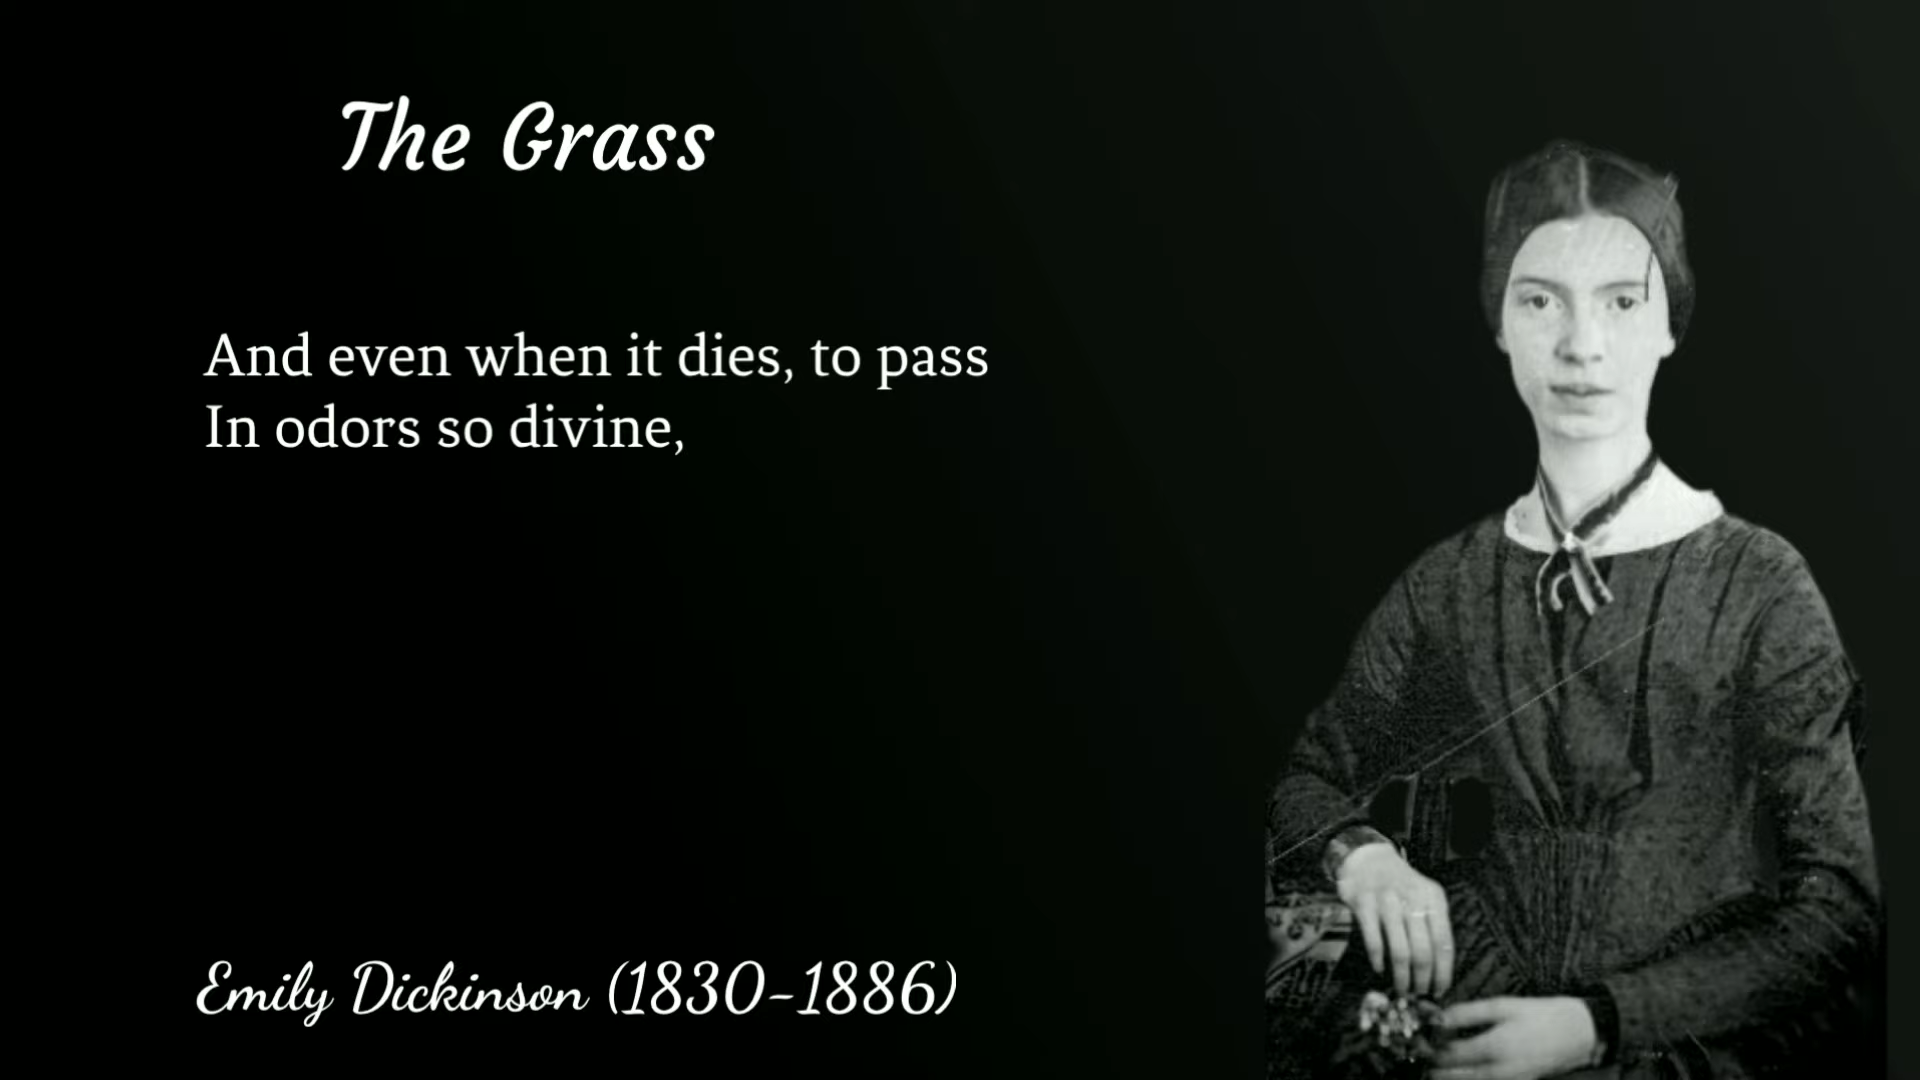 The Grass
And even when it dies, to pass
In odors so divine,
Emily Dickinson (1830-1886)